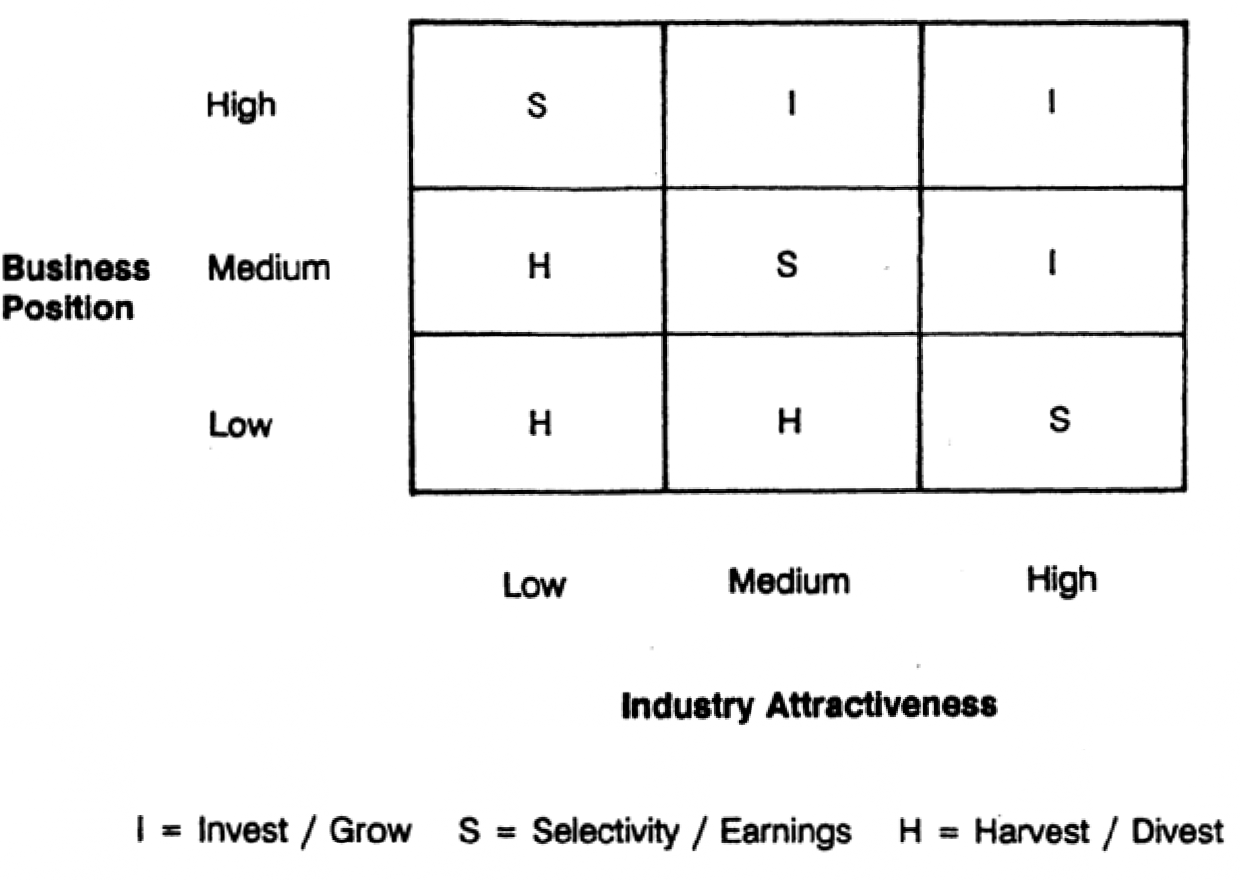 High S I I
Business Position Medium H S I
Low H H S
Low Medium High
Industry Attractiveness
I = Invest / Grow S = Selectivity / Earnings H = Harvest / Divest